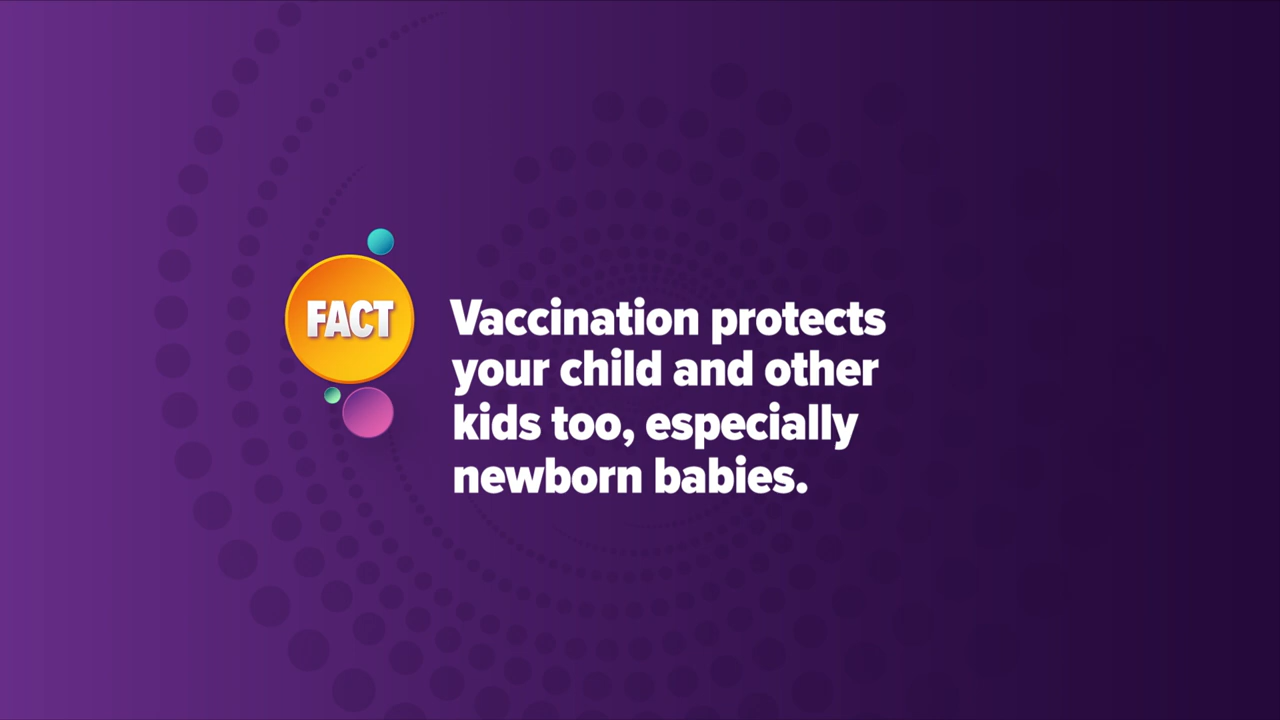 FACT
Vaccination protects
your child and other
kids too, especially
newborn babies.